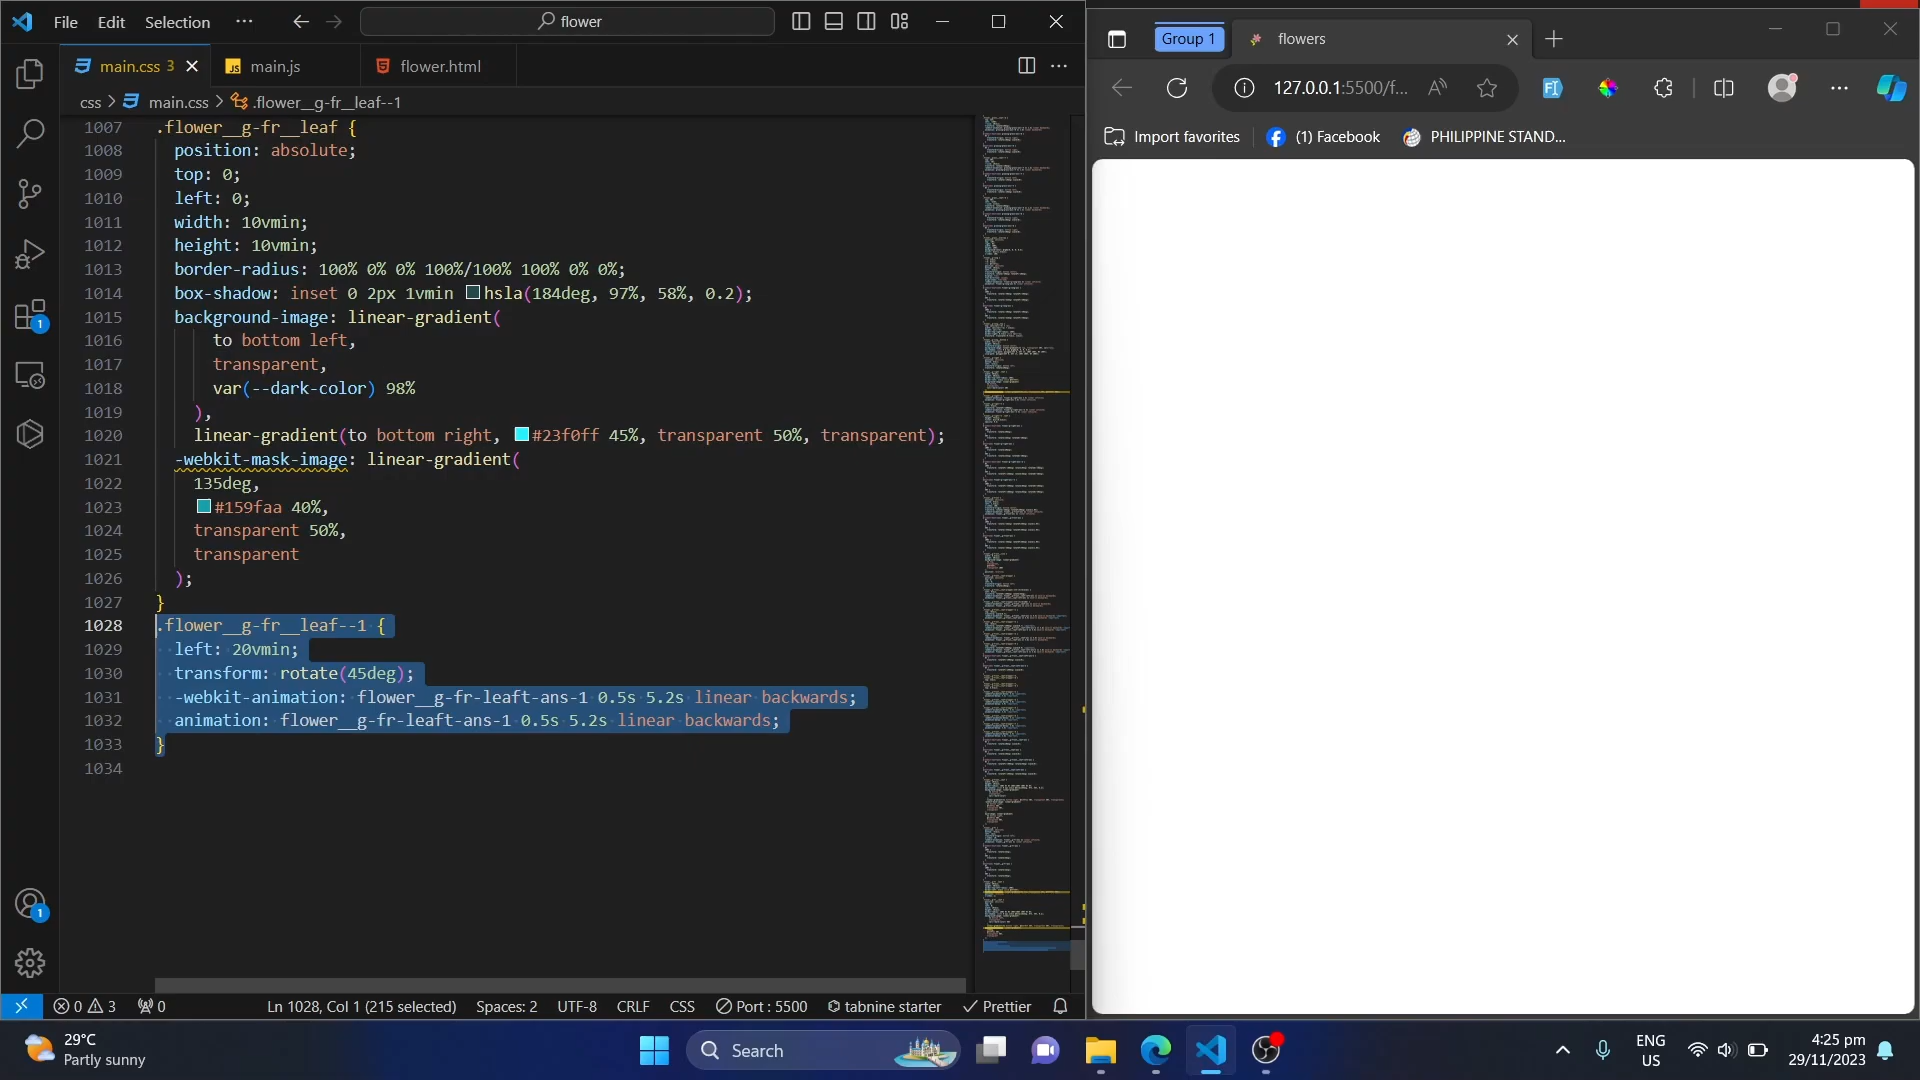 File Edit Selection ··· flower
main.css 3 main.js flower.html
css > main.css > .flower__g-fr__leaf--1
1007 .flower__g-fr__leaf {
1008 position: absolute;
1009 top: 0;
1010 left: 0;
1011 width: 10vmin;
1012 height: 10vmin;
1013 border-radius: 100% 0% 0% 100%/100% 100% 0% 0%;
1014 box-shadow: inset 0 2px 1vmin hsla(184deg, 97%, 58%, 0.2);
1015 background-image: linear-gradient(
1016 to bottom left,
1017 transparent,
1018 var(--dark-color) 98%
1019 ),
1020 linear-gradient(to bottom right, #23f0ff 45%, transparent 50%, transparent);
1021 -webkit-mask-image: linear-gradient(
1022 135deg,
1023 #159faa 40%,
1024 transparent 50%,
1025 transparent
1026 );
1027 }
1028 .flower__g-fr__leaf--1 {
1029 left: 20vmin;
1030 transform: rotate(45deg);
1031 -webkit-animation: flower__g-fr-leaft-ans-1 0.5s 5.2s linear backwards;
1032 animation: flower__g-fr-leaft-ans-1 0.5s 5.2s linear backwards;
1033 }
1034
1
1
0 3 0 Ln 1028, Col 1 (215 selected) Spaces: 2 UTF-8 CRLF CSS Port : 5500 tabnine starter Prettier
Group 1 flowers
127.0.0.1:5500/f...
Import favorites (1) Facebook PHILIPPINE STAND...
29°C
Partly sunny
Search
ENG
US
4:25 pm
29/11/2023